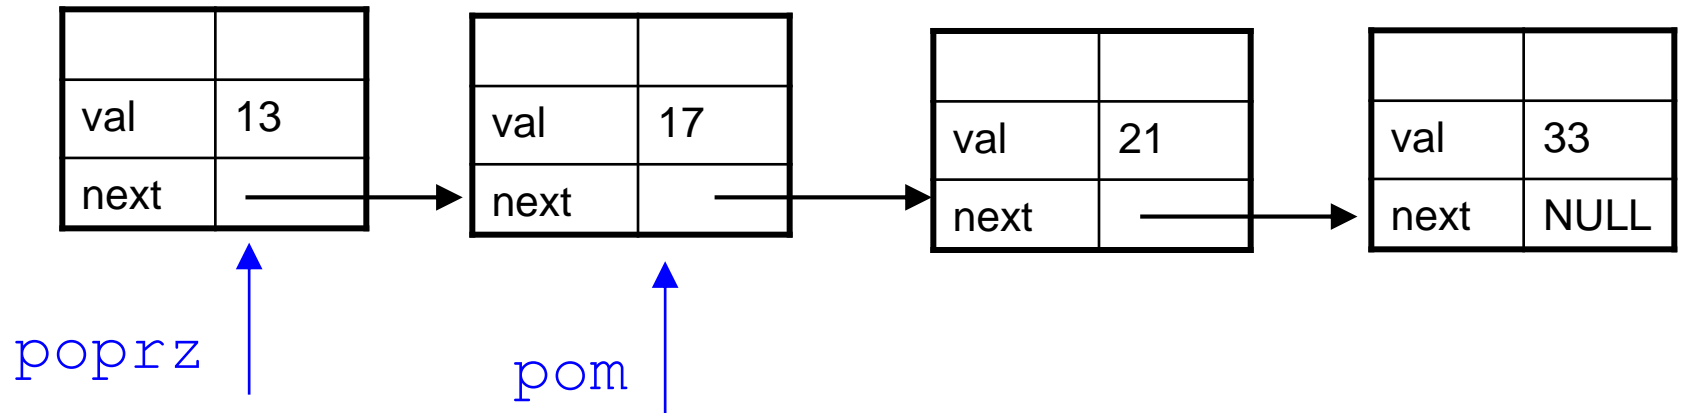 val 13
next
val 17
next
val 21
next
val 33
next NULL
poprz
pom